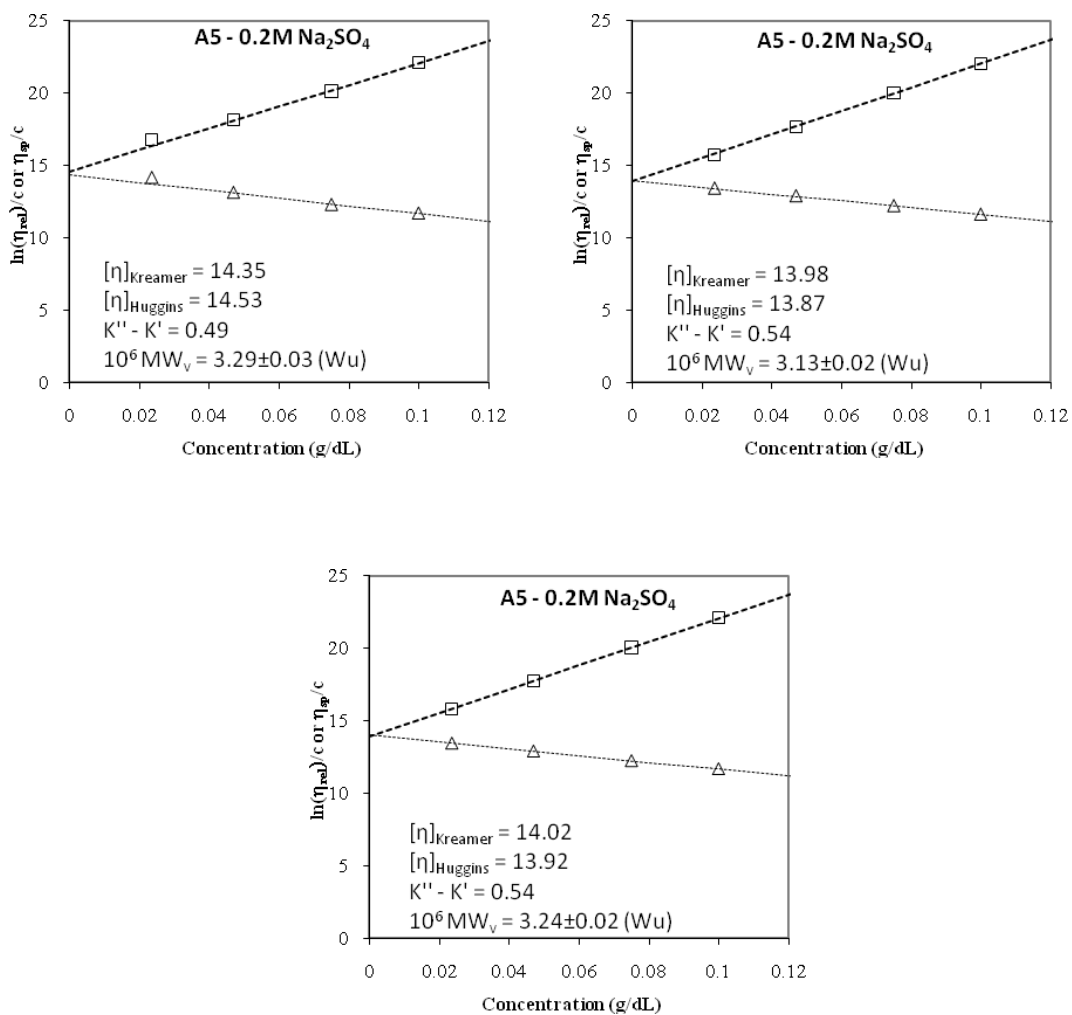 A5 - 0.2M Na₂SO₄
25
20
15
10
5
0
ln(ηrel)/c or ηsp/c
[η]Kreamer = 14.35
[η]Huggins = 14.53
K'' - K' = 0.49
10⁶ MWv = 3.29±0.03 (Wu)
0 0.02 0.04 0.06 0.08 0.1 0.12
Concentration (g/dL)
A5 - 0.2M Na₂SO₄
25
20
15
10
5
0
ln(ηrel)/c or ηsp/c
[η]Kreamer = 13.98
[η]Huggins = 13.87
K'' - K' = 0.54
10⁶ MWv = 3.13±0.02 (Wu)
0 0.02 0.04 0.06 0.08 0.1 0.12
Concentration (g/dL)
A5 - 0.2M Na₂SO₄
25
20
15
10
5
0
ln(ηrel)/c or ηsp/c
[η]Kreamer = 14.02
[η]Huggins = 13.92
K'' - K' = 0.54
10⁶ MWv = 3.24±0.02 (Wu)
0 0.02 0.04 0.06 0.08 0.1 0.12
Concentration (g/dL)